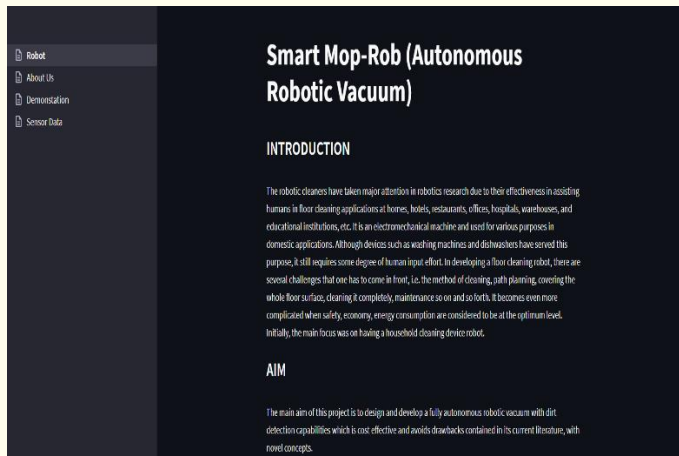 Robot
About Us
Demonstation
Sensor Data
Smart Mop-Rob (Autonomous
Robotic Vacuum)
INTRODUCTION
The robotic cleaners have taken major attention in robotics research due to their effectiveness in assisting
humans in floor cleaning applications at homes, hotels, restaurants, offices, hospitals, warehouses, and
educational institutions, etc. It is an electromechanical machine and used for various purposes in
domestic applications. Although devices such as washing machines and dishwashers have served this
purpose, it still requires some degree of human input effort. In developing a floor cleaning robot, there are
several challenges that one has to come in front, i.e. the method of cleaning, path planning, covering the
whole floor surface, cleaning it completely, maintenance so on and so forth. It becomes even more
complicated when safety, economy, energy consumption are considered to be at the optimum level.
Initially, the main focus was on having a household cleaning device robot.
AIM
The main aim of this project is to design and develop a fully autonomous robotic vacuum with dirt
detection capabilities which is cost effective and avoids drawbacks contained in its current literature, with
novel concepts.